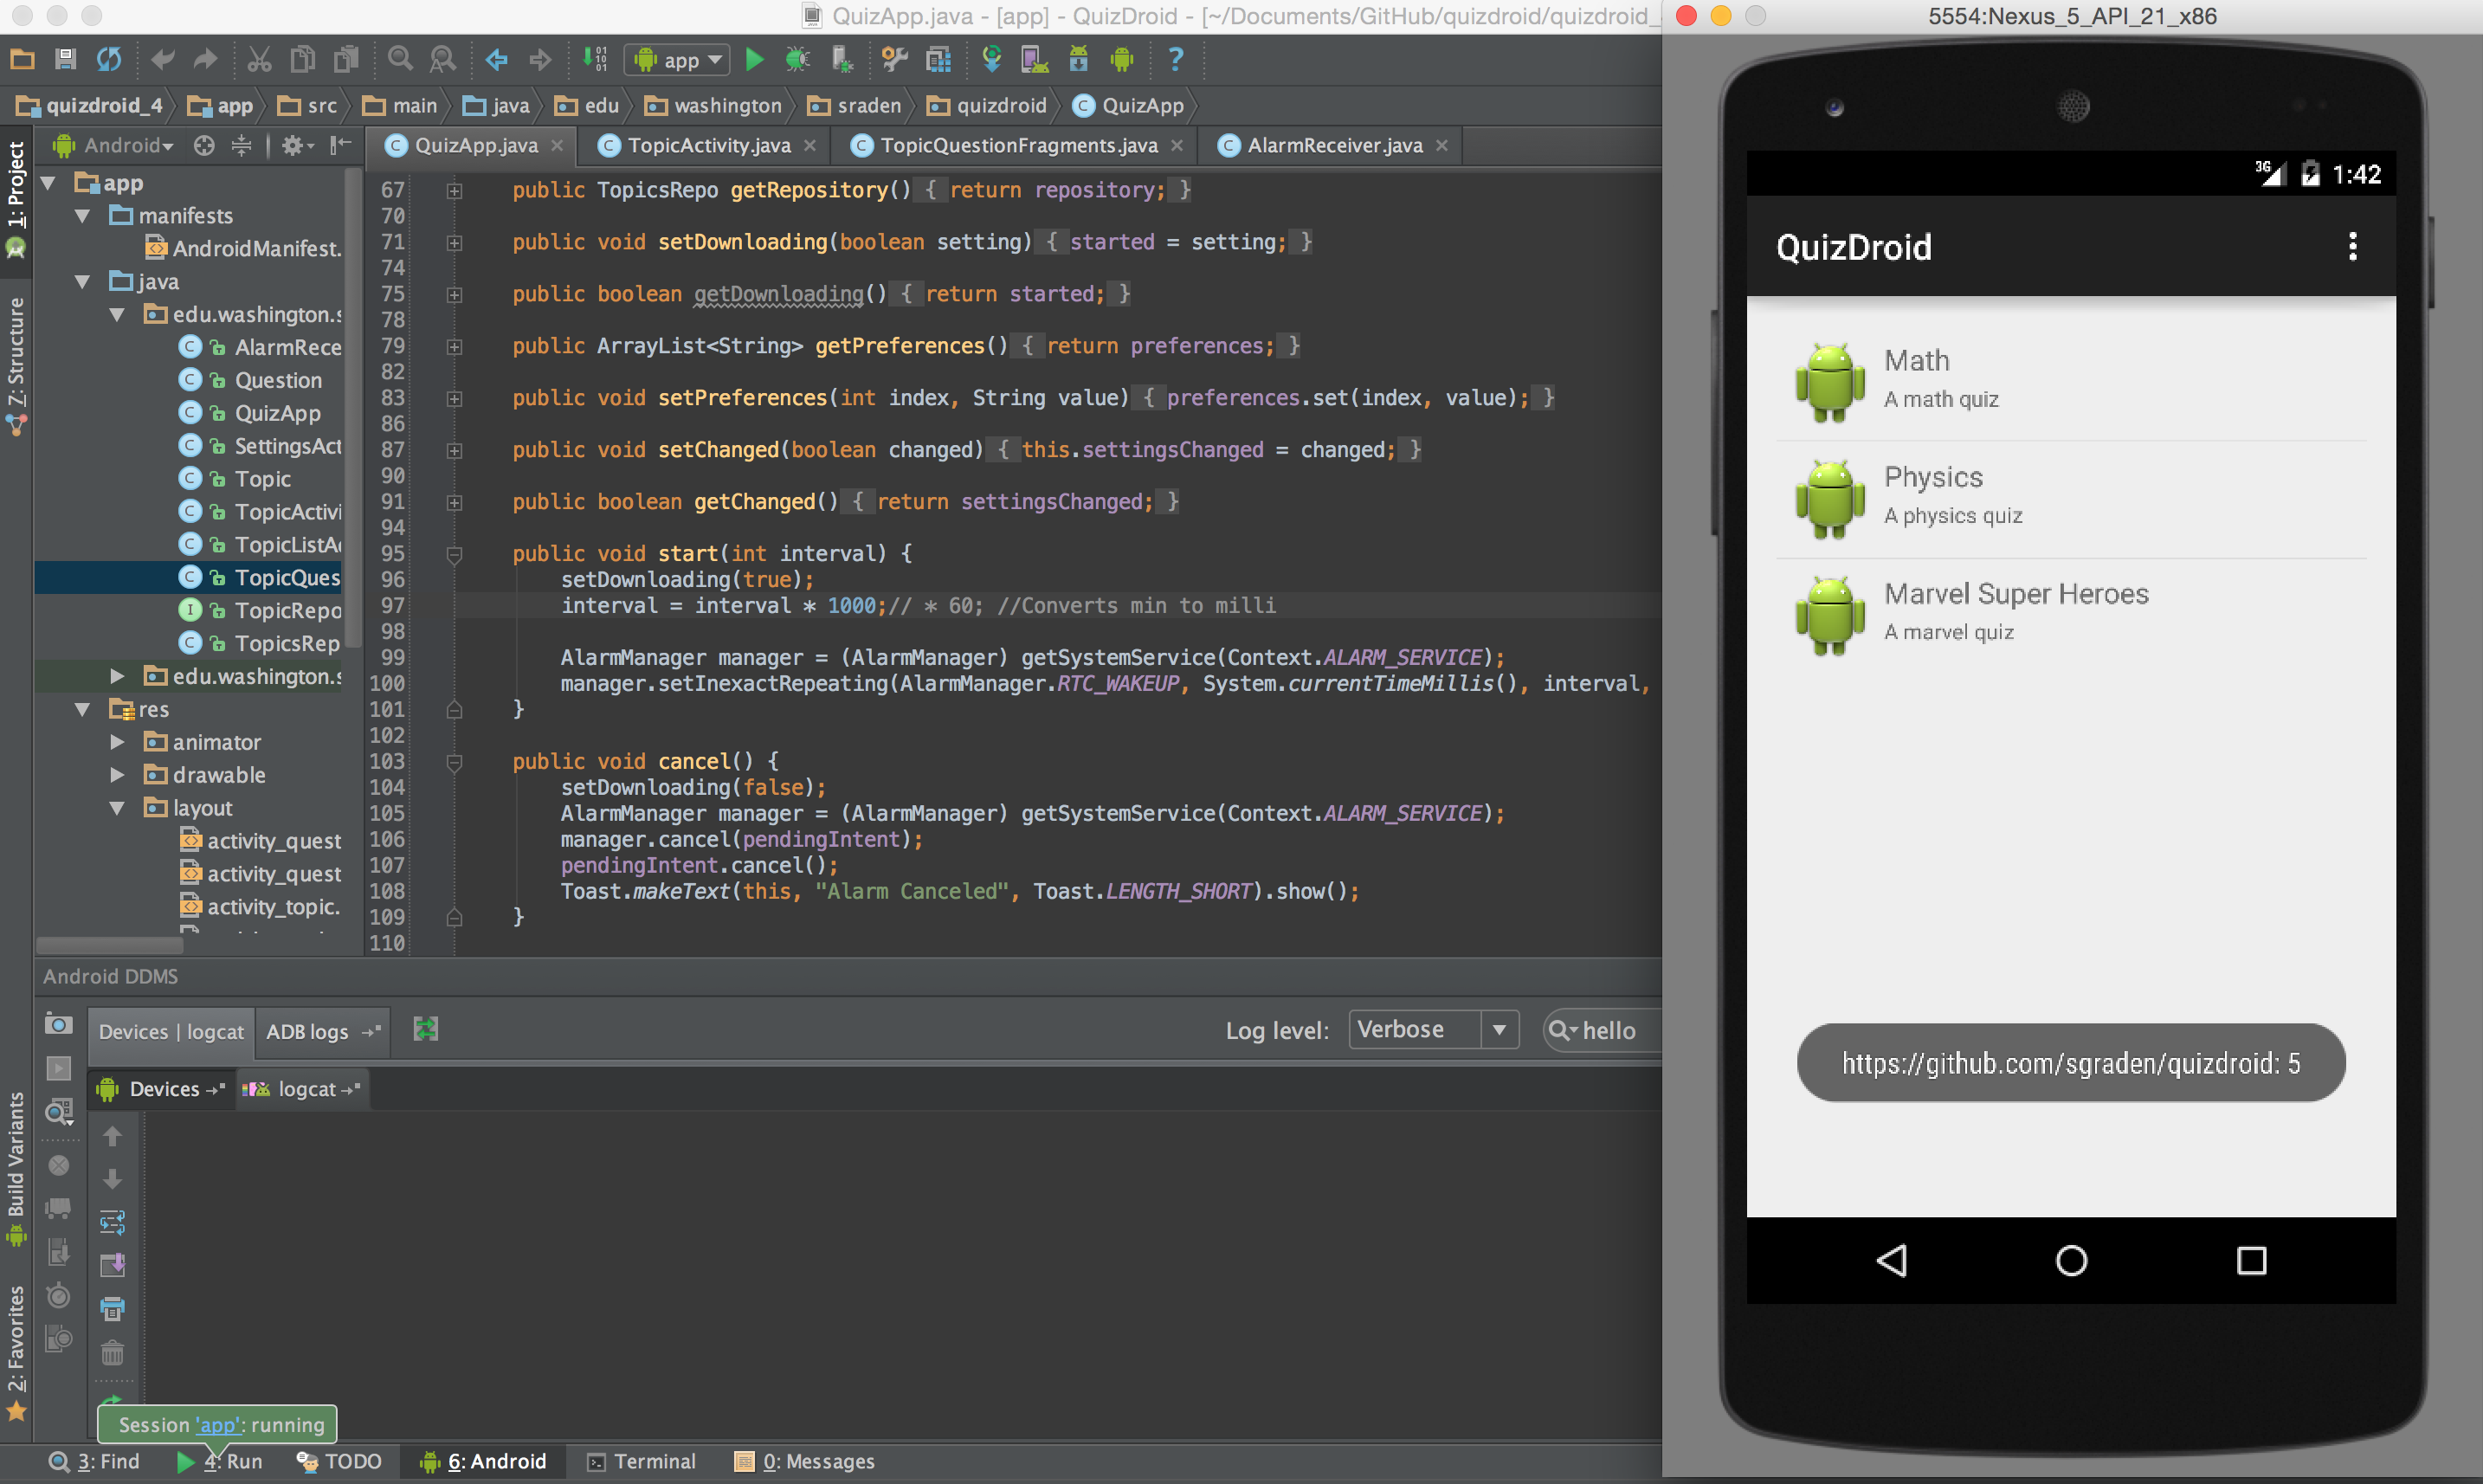 QuizApp.java - [app] - QuizDroid - [~/Documents/GitHub/quizdroid/quizdroid_
5554:Nexus_5_API_21_x86
app
quizdroid_4 app src main java edu washington sraden quizdroid QuizApp
Android
QuizApp.java TopicActivity.java TopicQuestionFragments.java AlarmReceiver.java
1: Project
7: Structure
Build Variants
2: Favorites
app
manifests
AndroidManifest.
java
edu.washington.s
AlarmRece
Question
QuizApp
SettingsAct
Topic
TopicActivi
TopicListA
TopicQues
TopicRepo
TopicsRep
edu.washington.s
res
animator
drawable
layout
activity_quest
activity_quest
activity_topic.
67 public TopicsRepo getRepository() { return repository; }
70
71 public void setDownloading(boolean setting) { started = setting; }
74
75 public boolean getDownloading() { return started; }
78
79 public ArrayList<String> getPreferences() { return preferences; }
82
83 public void setPreferences(int index, String value) { preferences.set(index, value); }
86
87 public void setChanged(boolean changed) { this.settingsChanged = changed; }
90
91 public boolean getChanged() { return settingsChanged; }
94
95 public void start(int interval) {
96 setDownloading(true);
97 interval = interval * 1000;// * 60; //Converts min to milli
98
99 AlarmManager manager = (AlarmManager) getSystemService(Context.ALARM_SERVICE);
100 manager.setInexactRepeating(AlarmManager.RTC_WAKEUP, System.currentTimeMillis(), interval,
101 }
102
103 public void cancel() {
104 setDownloading(false);
105 AlarmManager manager = (AlarmManager) getSystemService(Context.ALARM_SERVICE);
106 manager.cancel(pendingIntent);
107 pendingIntent.cancel();
108 Toast.makeText(this, "Alarm Canceled", Toast.LENGTH_SHORT).show();
109 }
110
Android DDMS
Devices | logcat ADB logs
Log level: Verbose hello
Devices logcat
Session 'app': running
3: Find 4: Run TODO 6: Android Terminal 0: Messages
3G 1:42
QuizDroid
Math
A math quiz
Physics
A physics quiz
Marvel Super Heroes
A marvel quiz
https://github.com/sgraden/quizdroid: 5